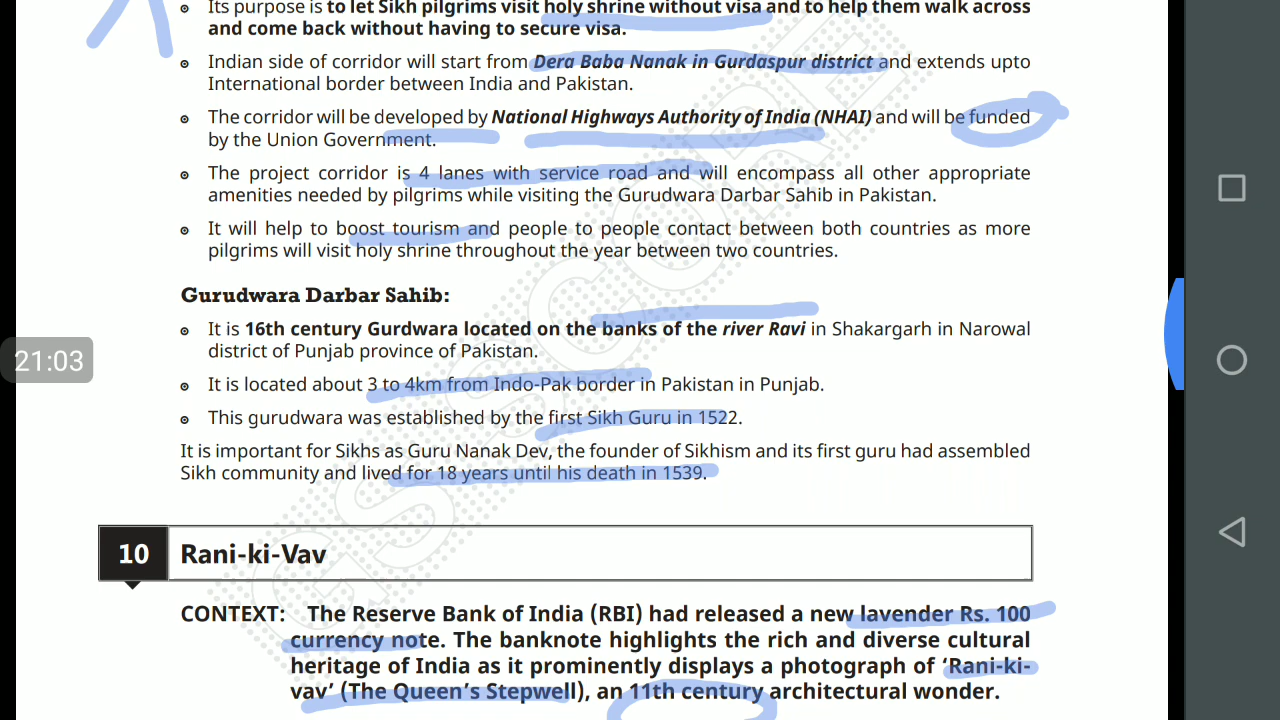 Its purpose is to let Sikh pilgrims visit holy shrine without visa and to help them walk across
and come back without having to secure visa.
Indian side of corridor will start from Dera Baba Nanak in Gurdaspur district and extends upto
International border between India and Pakistan.
The corridor will be developed by National Highways Authority of India (NHAI) and will be funded
by the Union Government.
The project corridor is 4 lanes with service road and will encompass all other appropriate
amenities needed by pilgrims while visiting the Gurudwara Darbar Sahib in Pakistan.
It will help to boost tourism and people to people contact between both countries as more
pilgrims will visit holy shrine throughout the year between two countries.
Gurudwara Darbar Sahib:
It is 16th century Gurdwara located on the banks of the river Ravi in Shakargarh in Narowal
district of Punjab province of Pakistan.
21:03
It is located about 3 to 4km from Indo-Pak border in Pakistan in Punjab.
This gurudwara was established by the first Sikh Guru in 1522.
It is important for Sikhs as Guru Nanak Dev, the founder of Sikhism and its first guru had assembled
Sikh community and lived for 18 years until his death in 1539.
10 Rani-ki-Vav
CONTEXT: The Reserve Bank of India (RBI) had released a new lavender Rs. 100
currency note. The banknote highlights the rich and diverse cultural
heritage of India as it prominently displays a photograph of ‘Rani-ki-
vav’ (The Queen’s Stepwell), an 11th century architectural wonder.
GS SCORE